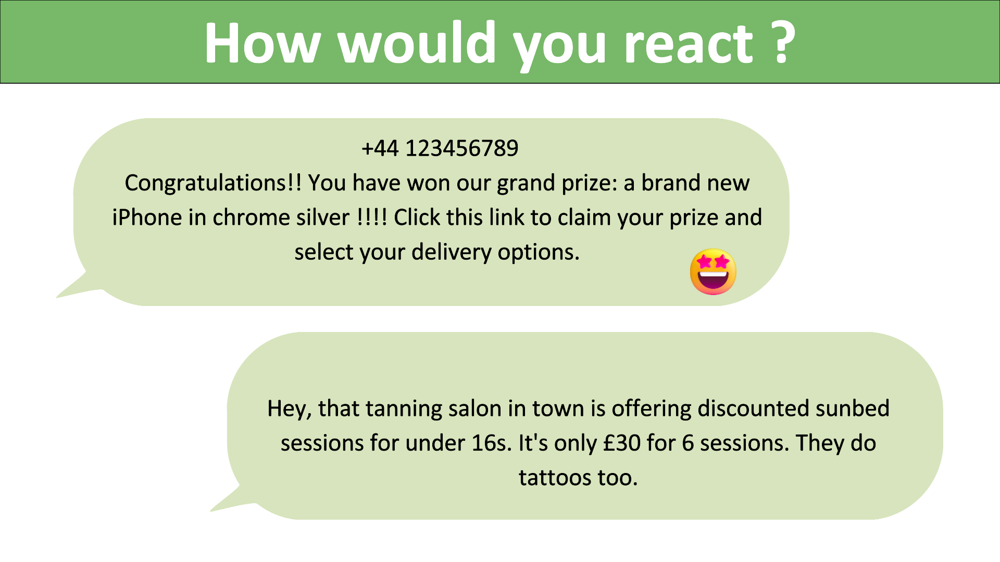 How would you react ?
+44 123456789
Congratulations!! You have won our grand prize: a brand new
iPhone in chrome silver !!!! Click this link to claim your prize and
select your delivery options.
Hey, that tanning salon in town is offering discounted sunbed
sessions for under 16s. It's only £30 for 6 sessions. They do
tattoos too.